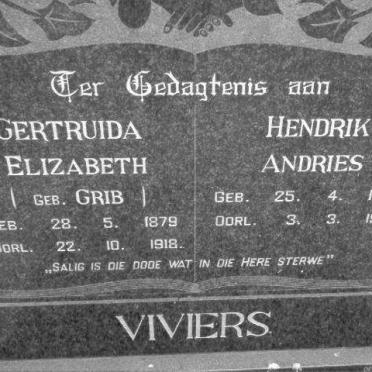 Ter Gedagtenis aan
GERTRUIDA
ELIZABETH
( GEB. GRIB )
GEB. 28. 5. 1879
OORL. 22. 10. 1918.
HENDRIK
ANDRIES
GEB. 25. 4.
OORL. 3. 3.
„SALIG IS DIE DODE WAT IN DIE HERE STERWE"
VIVIERS.